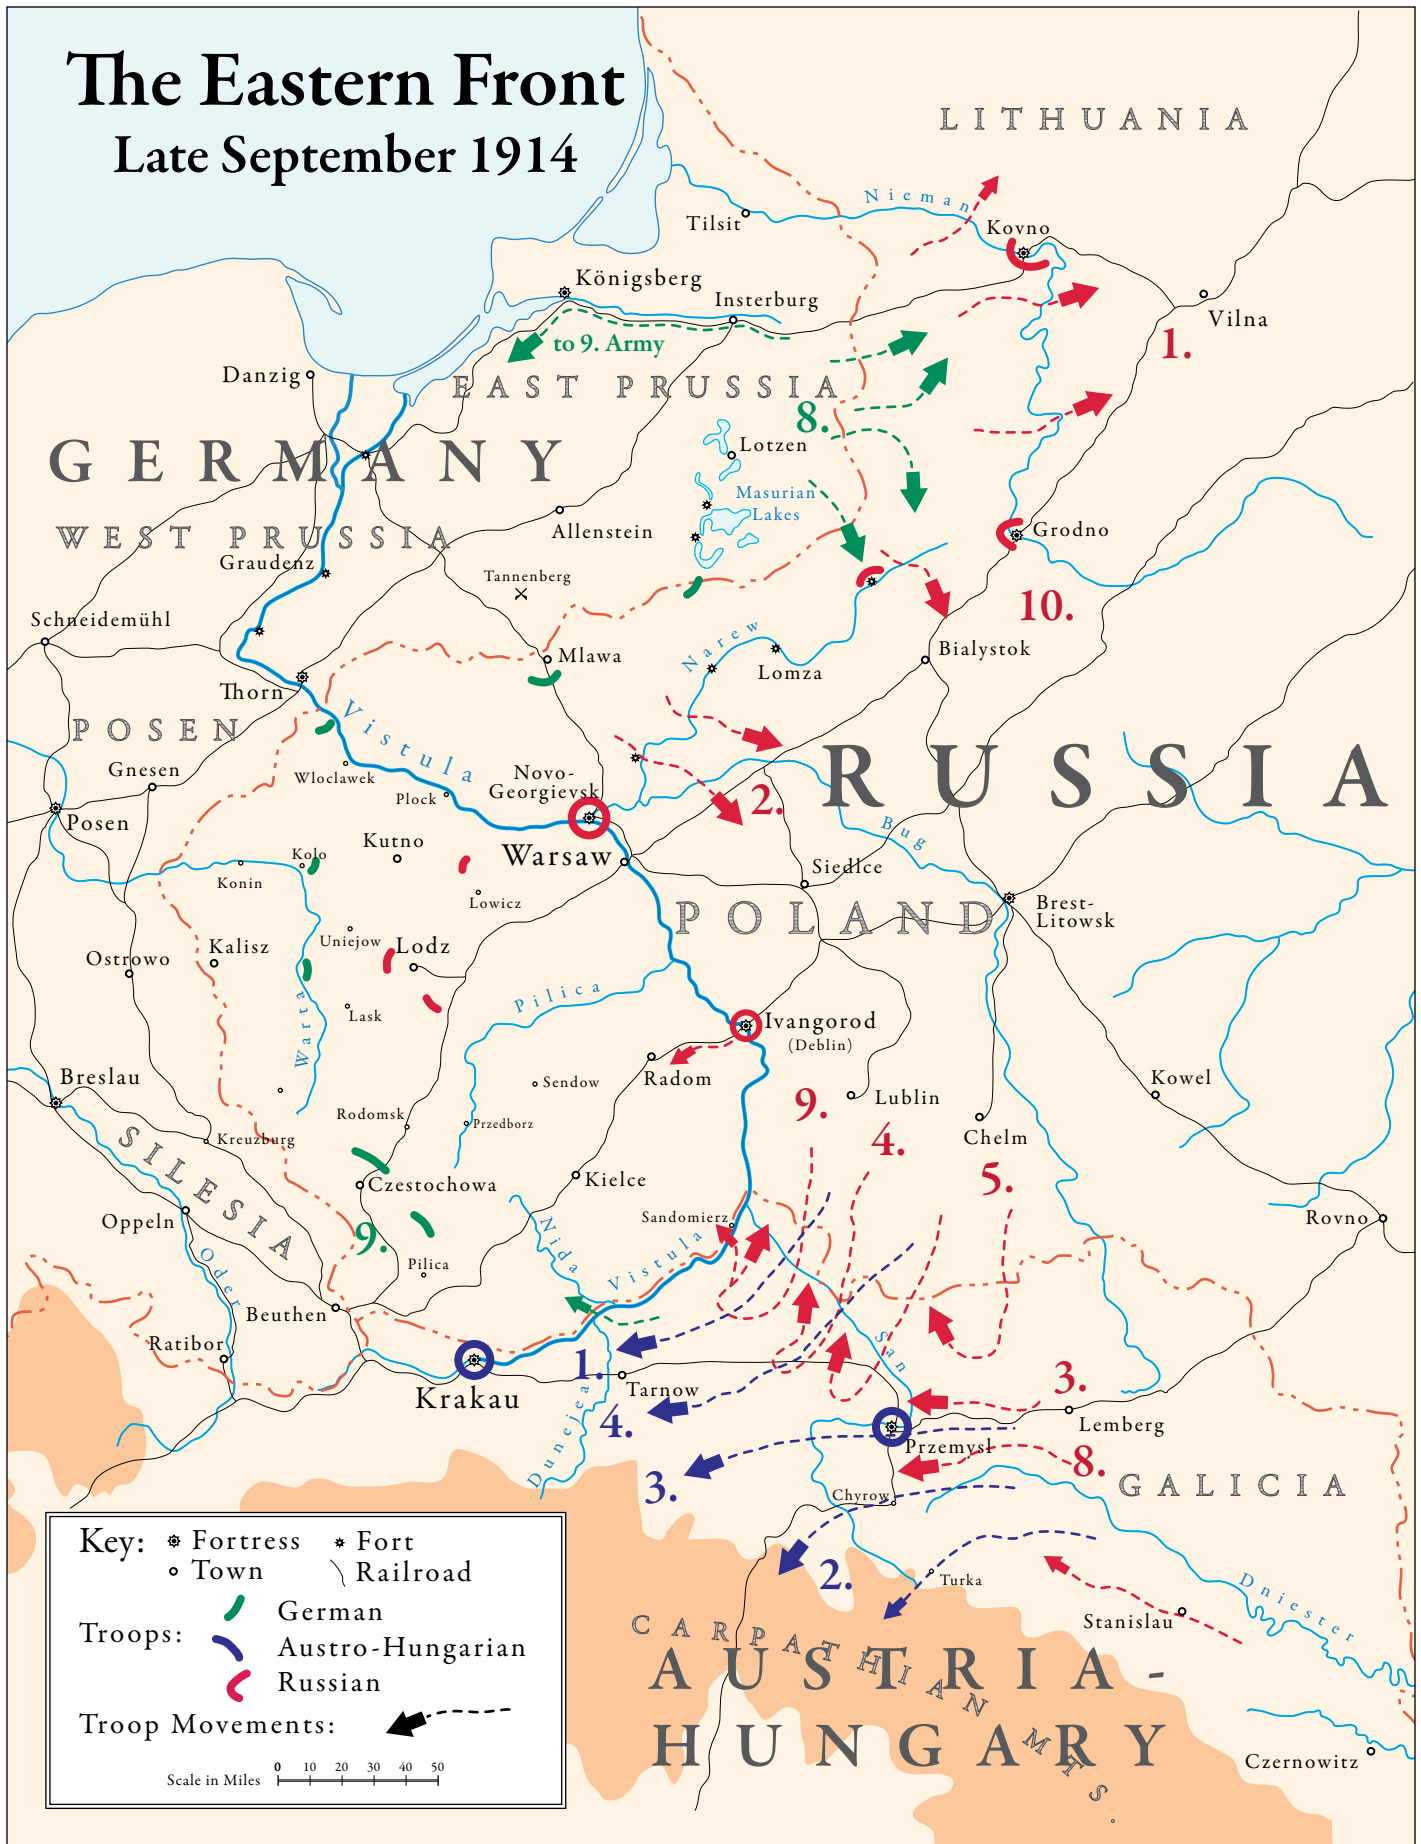 The Eastern Front
Late September 1914
LITHUANIA
Nieman
Tilsit
Kovno
Königsberg
Insterburg
Vilna
to 9. Army
1.
Danzig
EAST PRUSSIA
8.
GERMANY
Lotzen
Masurian
Lakes
WEST PRUSSIA
Allenstein
Grodno
Graudenz
Tannenberg
10.
Schneidemühl
Narew
Bialystok
Mlawa
Lomza
Thorn
Vistula
POSEN
RUSSIA
Gnesen
Wloclawek
Novo-
Georgievsk
Plock
2.
Posen
Bug
Kutno
Warsaw
Kolo
Siedlce
Konin
Lowicz
Brest-
Litowsk
POLAND
Uniejow
Lodz
Kalisz
Ostrowo
Pilica
Warta
Lask
Ivangorod
(Deblin)
Radom
Sendow
Breslau
Kowel
9.
Lublin
Rodomsk
Przedborz
4.
Chelm
Kreuzburg
SILESIA
5.
Czestochowa
Kielce
Oppeln
Sandomierz
Rovno
9.
Nida
Vistula
Pilica
Oder
Beuthen
San
Ratibor
1.
Krakau
Tarnow
3.
4.
Lemberg
Dunejea
Przemysl
8.
3.
GALICIA
Chyrow
2.
Turka
Dniester
Stanislau
CARPATHIAN MTS.
AUSTRIA-
HUNGARY
Czernowitz
Key:
Fortress
Fort
Town
Railroad
Troops:
German
Austro-Hungarian
Russian
Troop Movements:
Scale in Miles
0 10 20 30 40 50